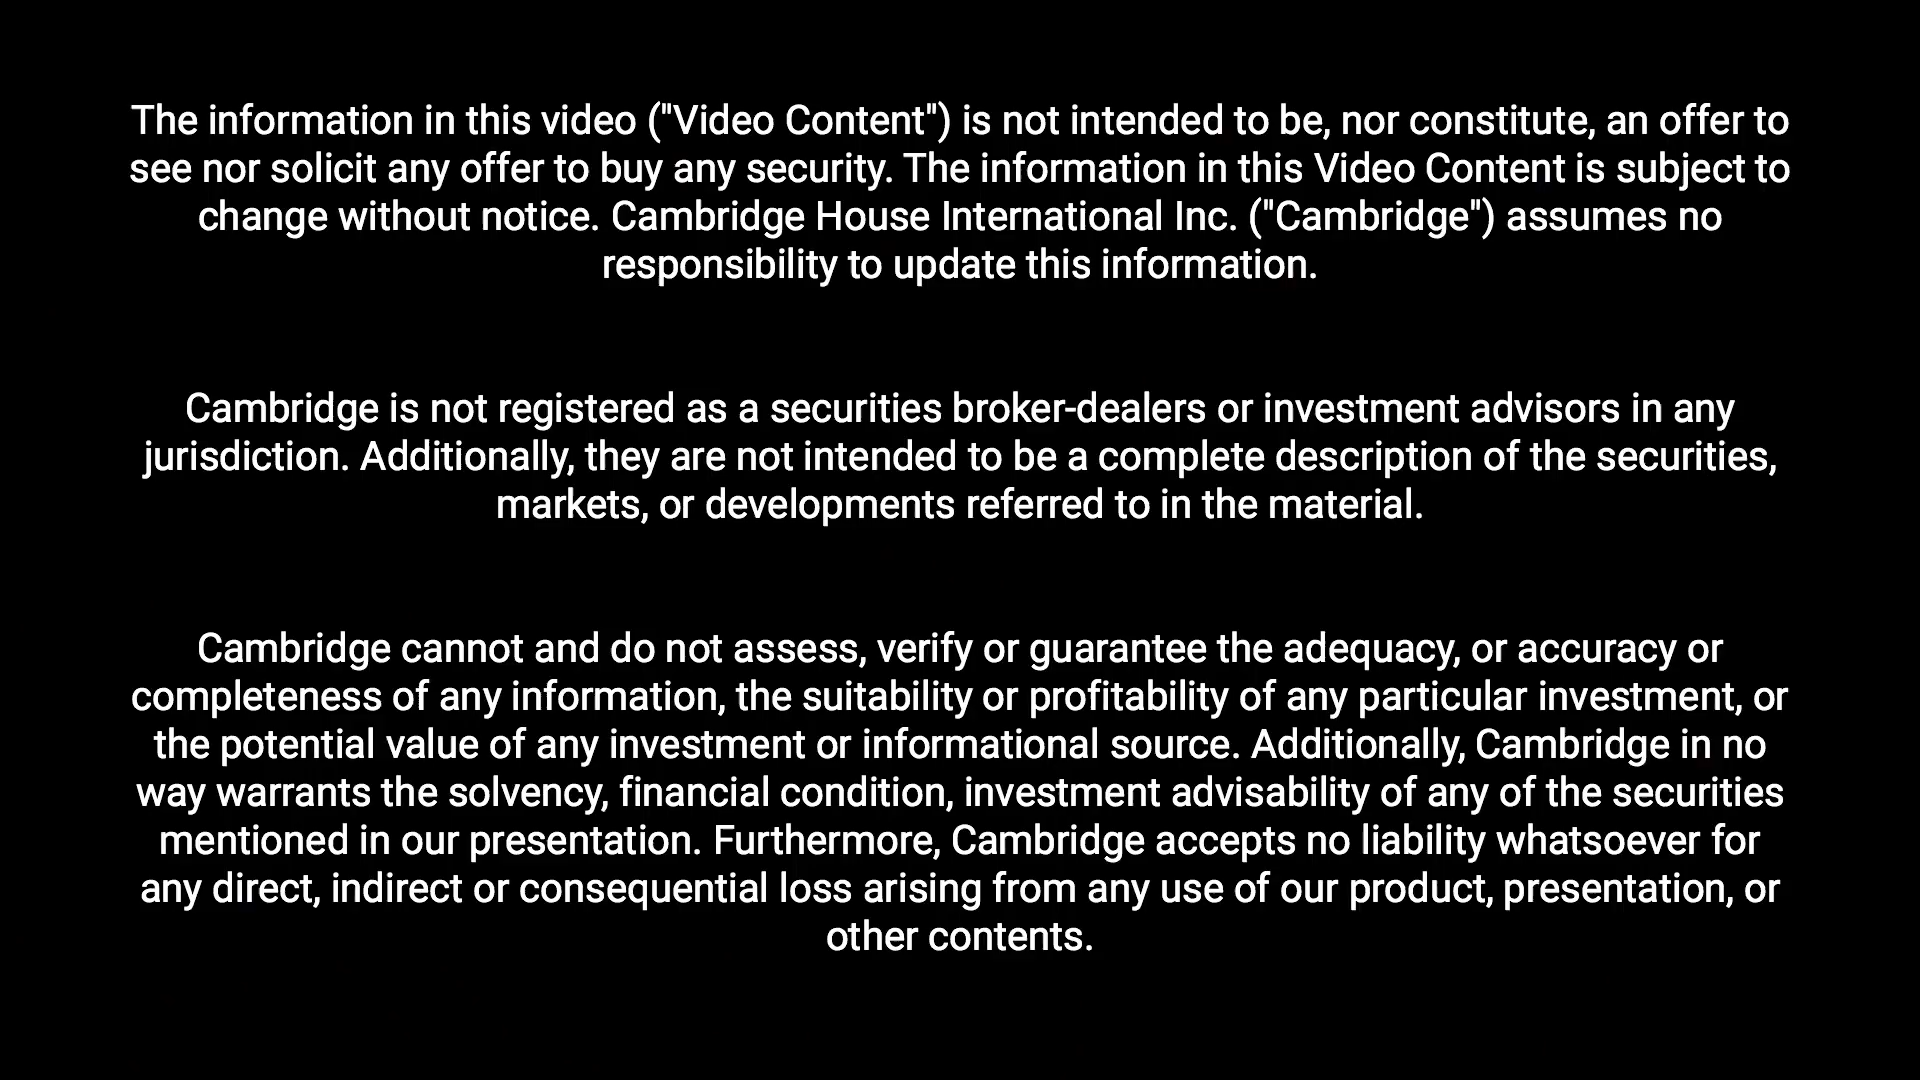 The information in this video ("Video Content") is not intended to be, nor constitute, an offer to
see nor solicit any offer to buy any security. The information in this Video Content is subject to
change without notice. Cambridge House International Inc. ("Cambridge") assumes no
responsibility to update this information.
Cambridge is not registered as a securities broker-dealers or investment advisors in any
jurisdiction. Additionally, they are not intended to be a complete description of the securities,
markets, or developments referred to in the material.
Cambridge cannot and do not assess, verify or guarantee the adequacy, or accuracy or
completeness of any information, the suitability or profitability of any particular investment, or
the potential value of any investment or informational source. Additionally, Cambridge in no
way warrants the solvency, financial condition, investment advisability of any of the securities
mentioned in our presentation. Furthermore, Cambridge accepts no liability whatsoever for
any direct, indirect or consequential loss arising from any use of our product, presentation, or
other contents.